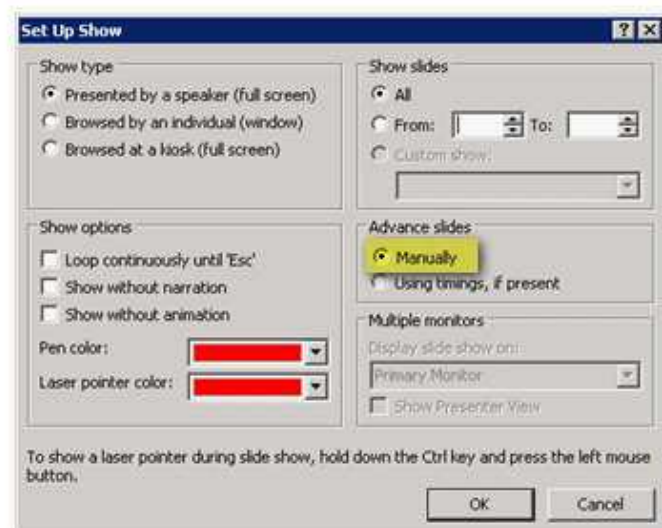 Set Up Show
Show type
Presented by a speaker (full screen)
Browsed by an individual (window)
Browsed at a kiosk (full screen)
Show slides
All
From: To:
Custom show:
Show options
Loop continuously until 'Esc'
Show without narration
Show without animation
Pen color:
Laser pointer color:
Advance slides
Manually
Using timings, if present
Multiple monitors
Display slide show on:
Primary Monitor
Show Presenter View
To show a laser pointer during slide show, hold down the Ctrl key and press the left mouse
button.
OK Cancel